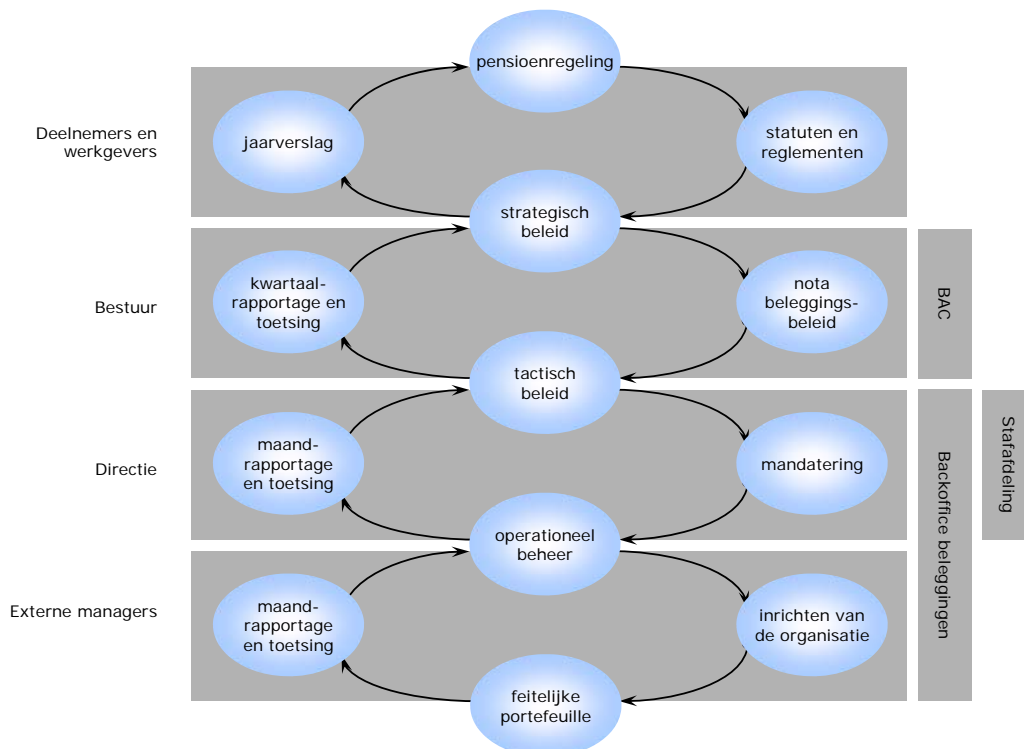 pensioenregeling
Deelnemers en
werkgevers
jaarverslag
statuten en
reglementen
strategisch
beleid
Bestuur
kwartaal-
rapportage en
toetsing
nota
beleggings-
beleid
BAC
tactisch
beleid
Directie
maand-
rapportage
en toetsing
mandatering
Stafafdeling
Backoffice beleggingen
operationeel
beheer
Externe managers
maand-
rapportage
en toetsing
inrichten van
de organisatie
feitelijke
portefeuille